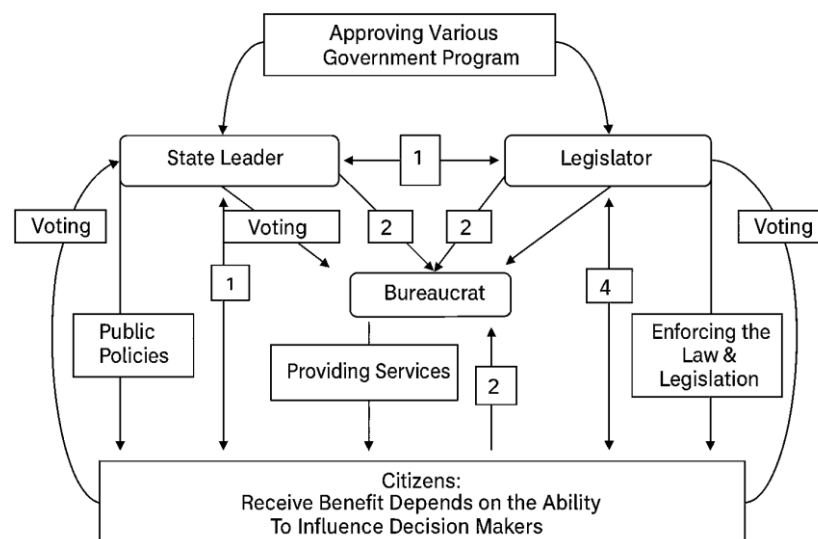 Approving Various
Government Program
State Leader
1
Legislator
Voting
Voting
2
2
Voting
1
Bureaucrat
4
Public
Policies
Providing Services
2
Enforcing the
Law &
Legislation
Citizens:
Receive Benefit Depends on the Ability
To Influence Decision Makers